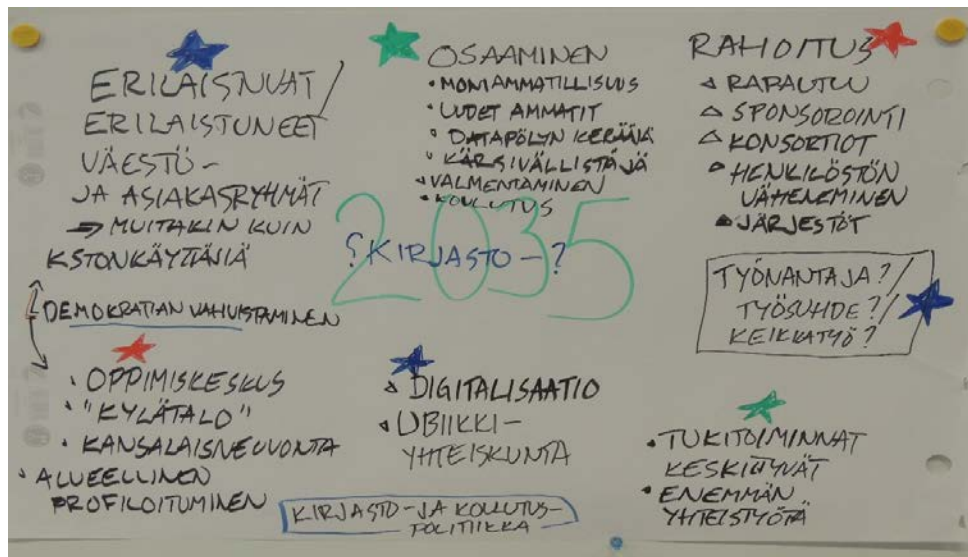 ERILAISTUVAT/
ERILAISTUNEET
VÄESTÖ-
JA ASIAKASRYHMÄT
→ MUITAKIN KUIN
KSTONKÄYTTÄJIÄ
DEMOKRATIAN VAHVISTAMINEN
• OPPIMISKESKUS
• "KYLÄTALO"
• KANSALAISNEUVONTA
• ALUEELLINEN
PROFILOITUMINEN
OSAAMINEN
• MONIAMMATILLISUUS
• UUDET AMMATIT
• DATAPÖLYN KERÄÄJÄ
• KÄRSIVÄLLISTÄJÄ
• VALMENTAMINEN
• KOULUTUS
2035
?KIRJASTO-?
• DIGITALISAATIO
• UBIIKKI-
YHTEISKUNTA
KIRJASTO- JA KOULUTUS-
POLITIIKKA
RAHOITUS
• RAPAUTUU
• SPONSOROINTI
• KONSORTIOT
• HENKILÖSTÖN
VÄHENEMINEN
• JÄRJESTÖT
TYÖNANTAJA?/
TYÖSUHDE?/
KEIKKATYÖ?
• TUKITOIMINNAT
KESKITTYVÄT
• ENEMMÄN
YHTEISTYÖTÄ